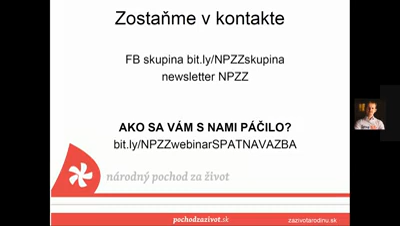 Zostaňme v kontakte
FB skupina bit.ly/NPZZskupina
newsletter NPZZ
AKO SA VÁM S NAMI PÁČILO?
bit.ly/NPZZwebinarSPATNAVAZBA
národný pochod za život
pochodzazivot.sk
zazivotarodinu.sk